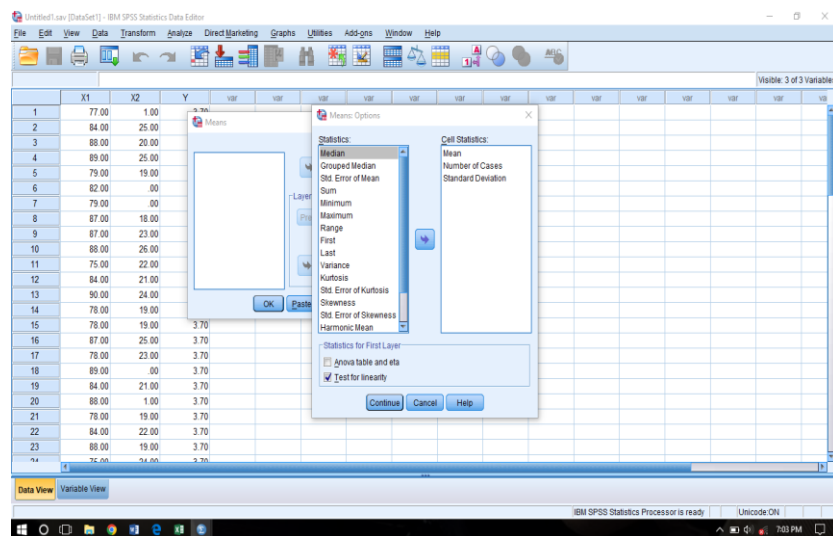 Untitled1.sav [DataSet1] - IBM SPSS Statistics Data Editor
File Edit View Data Transform Analyze Direct Marketing Graphs Utilities Add-ons Window Help
Visible: 3 of 3 Variables
X1 X2 Y var var var var var var var var var var var va
1 77.00 1.00 3.70
2 84.00 25.00
3 88.00 20.00
4 89.00 25.00
5 79.00 19.00
6 82.00 .00
7 79.00 .00
8 87.00 18.00
9 87.00 23.00
10 88.00 26.00
11 75.00 22.00
12 84.00 21.00
13 90.00 24.00
14 78.00 19.00
15 78.00 19.00 3.70
16 87.00 25.00 3.70
17 78.00 23.00 3.70
18 89.00 .00 3.70
19 84.00 21.00 3.70
20 88.00 1.00 3.70
21 78.00 19.00 3.70
22 84.00 22.00 3.70
23 88.00 19.00 3.70
24 75.00 24.00 3.70
Means
Layer
OK Paste
Means: Options
Statistics:
Median
Grouped Median
Std. Error of Mean
Sum
Minimum
Maximum
Range
First
Last
Variance
Kurtosis
Std. Error of Kurtosis
Skewness
Std. Error of Skewness
Harmonic Mean
Cell Statistics:
Mean
Number of Cases
Standard Deviation
Statistics for First Layer
Anova table and eta
Test for linearity
Continue Cancel Help
Data View Variable View
IBM SPSS Statistics Processor is ready Unicode:ON
7:03 PM